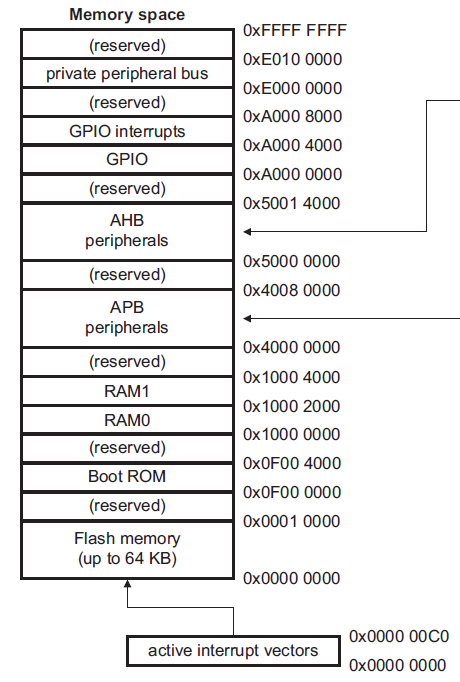 Memory space
0xFFFF FFFF
(reserved)
0xE010 0000
private peripheral bus
0xE000 0000
(reserved)
0xA000 8000
GPIO interrupts
0xA000 4000
GPIO
0xA000 0000
(reserved)
0x5001 4000
AHB
peripherals
0x5000 0000
(reserved)
0x4008 0000
APB
peripherals
0x4000 0000
(reserved)
0x1000 4000
RAM1
0x1000 2000
RAM0
0x1000 0000
(reserved)
0x0F00 4000
Boot ROM
0x0F00 0000
(reserved)
0x0001 0000
Flash memory
(up to 64 KB)
0x0000 0000
0x0000 00C0
active interrupt vectors
0x0000 0000